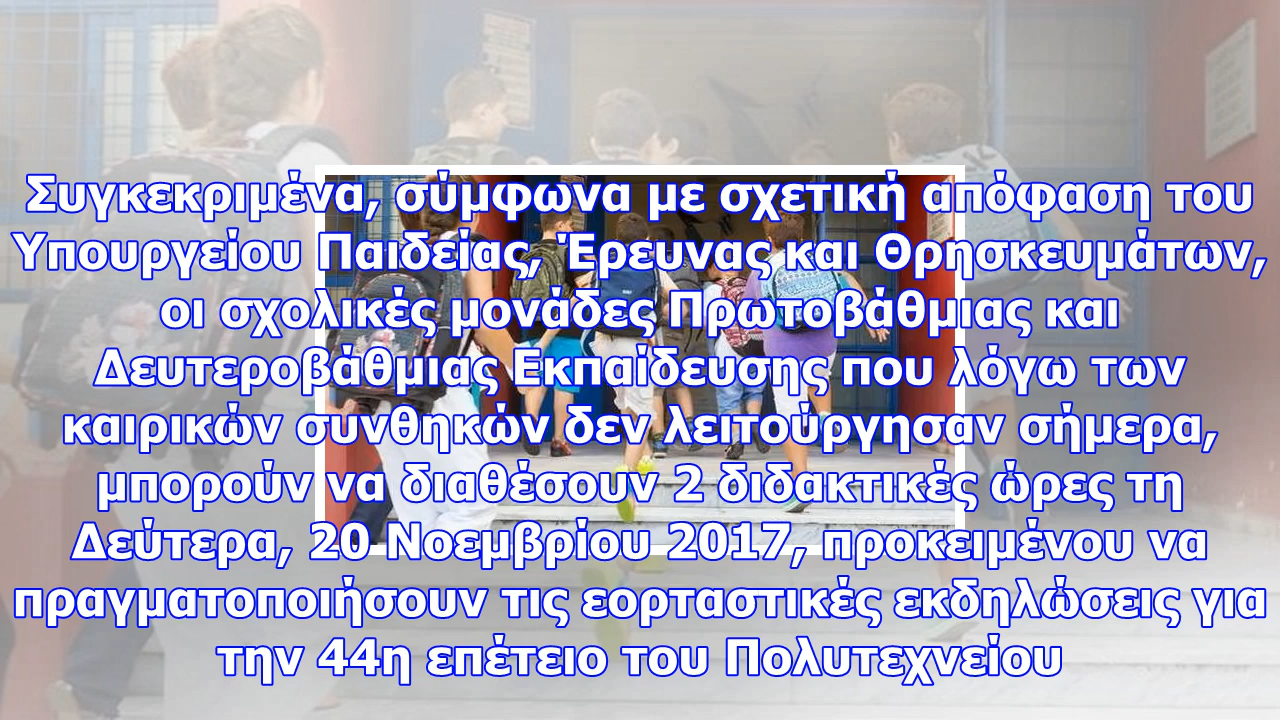 Συγκεκριμένα, σύμφωνα με σχετική απόφαση του
Υπουργείου Παιδείας, Έρευνας και Θρησκευμάτων,
οι σχολικές μονάδες Πρωτοβάθμιας και
Δευτεροβάθμιας Εκπαίδευσης που λόγω των
καιρικών συνθηκών δεν λειτούργησαν σήμερα,
μπορούν να διαθέσουν 2 διδακτικές ώρες τη
Δεύτερα, 20 Νοεμβρίου 2017, προκειμένου να
πραγματοποιήσουν τις εορταστικές εκδηλώσεις για
την 44η επέτειο του Πολυτεχνείου